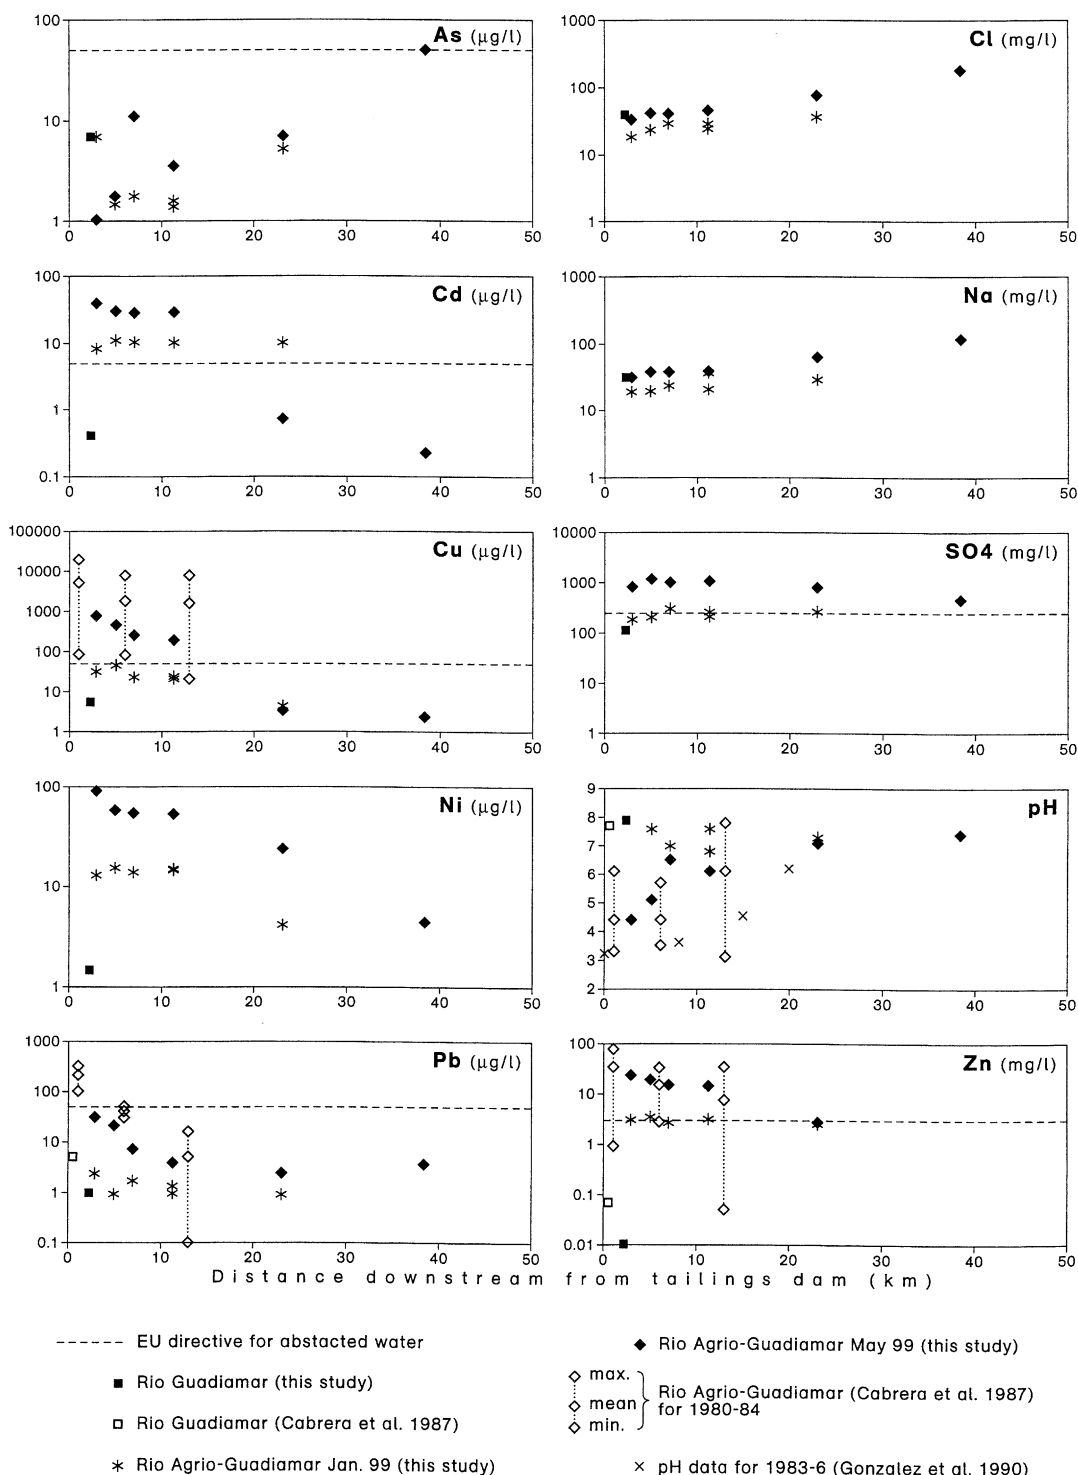 As (µg/l)
100
10
1
0 10 20 30 40 50
Cl (mg/l)
1000
100
10
1
0 10 20 30 40 50
Cd (µg/l)
100
10
1
0.1
0 10 20 30 40 50
Na (mg/l)
1000
100
10
1
0 10 20 30 40 50
Cu (µg/l)
100000
10000
1000
100
10
1
0 10 20 30 40 50
SO4 (mg/l)
10000
1000
100
10
1
0 10 20 30 40 50
Ni (µg/l)
100
10
1
0 10 20 30 40 50
pH
9
8
7
6
5
4
3
2
0 10 20 30 40 50
Pb (µg/l)
1000
100
10
1
0.1
0 10 20 30 40 50
Zn (mg/l)
100
10
1
0.1
0.01
0 10 20 30 40 50
Distance downstream from tailings dam (km)
EU directive for abstacted water
Rio Guadiamar (this study)
Rio Guadiamar (Cabrera et al. 1987)
Rio Agrio-Guadiamar Jan. 99 (this study)
Rio Agrio-Guadiamar May 99 (this study)
max.
mean
min.
Rio Agrio-Guadiamar (Cabrera et al. 1987)
for 1980-84
pH data for 1983-6 (Gonzalez et al. 1990)